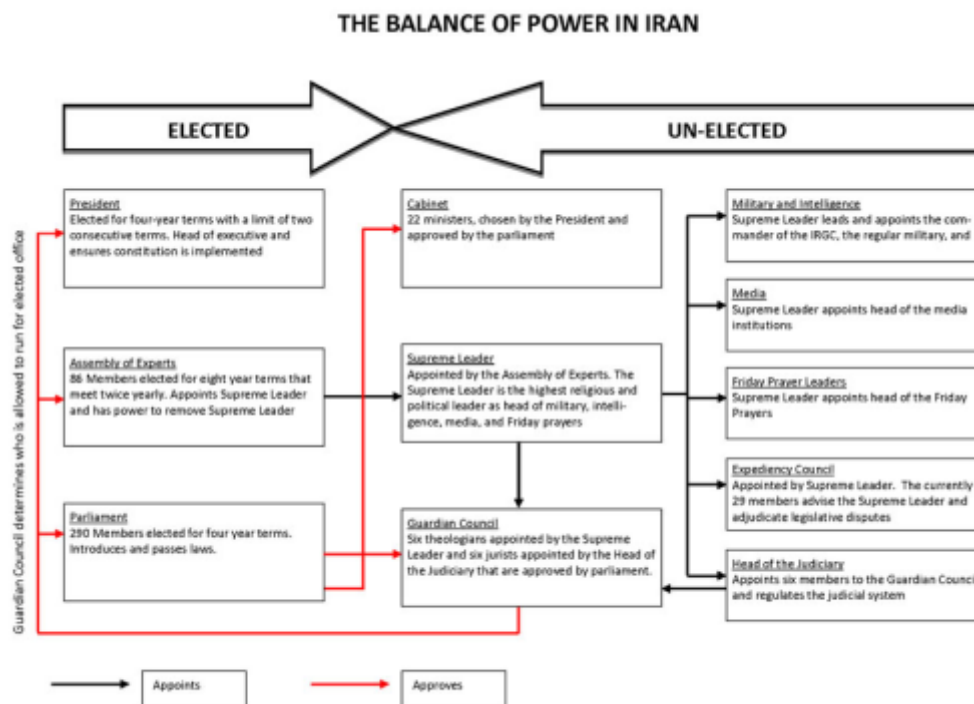 THE BALANCE OF POWER IN IRAN
ELECTED
UN-ELECTED
Guardian Council determines who is allowed to run for elected office
President
Elected for four-year terms with a limit of two
consecutive terms. Head of executive and
ensures constitution is implemented
Cabinet
22 ministers, chosen by the President and
approved by the parliament
Military and Intelligence
Supreme Leader leads and appoints the com-
mander of the IRGC, the regular military, and
Media
Supreme Leader appoints head of the media
institutions
Assembly of Experts
86 Members elected for eight year terms that
meet twice yearly. Appoints Supreme Leader
and has power to remove Supreme Leader
Supreme Leader
Appointed by the Assembly of Experts. The
Supreme Leader is the highest religious and
political leader as head of military, intelli-
gence, media, and Friday prayers
Friday Prayer Leaders
Supreme Leader appoints head of the Friday
Prayers
Expediency Council
Appointed by Supreme Leader. The currently
29 members advise the Supreme Leader and
adjudicate legislative disputes
Parliament
290 Members elected for four year terms.
Introduces and passes laws.
Guardian Council
Six theologians appointed by the Supreme
Leader and six jurists appointed by the Head of
the Judiciary that are approved by parliament.
Head of the Judiciary
Appoints six members to the Guardian Council
and regulates the judicial system
Appoints
Approves